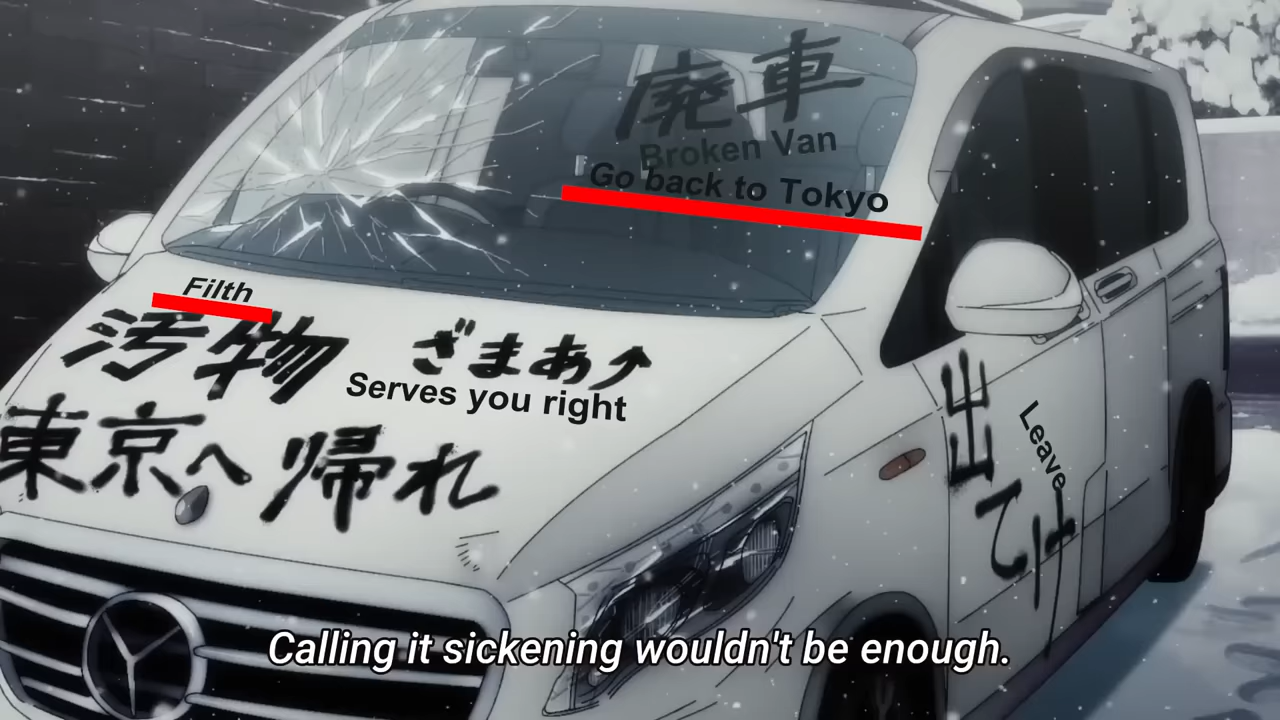 廃車
Broken Van
Go back to Tokyo
Filth
汚物
ざまあ↑
Serves you right
東京へ帰れ
出てけ
Leave
Calling it sickening wouldn't be enough.